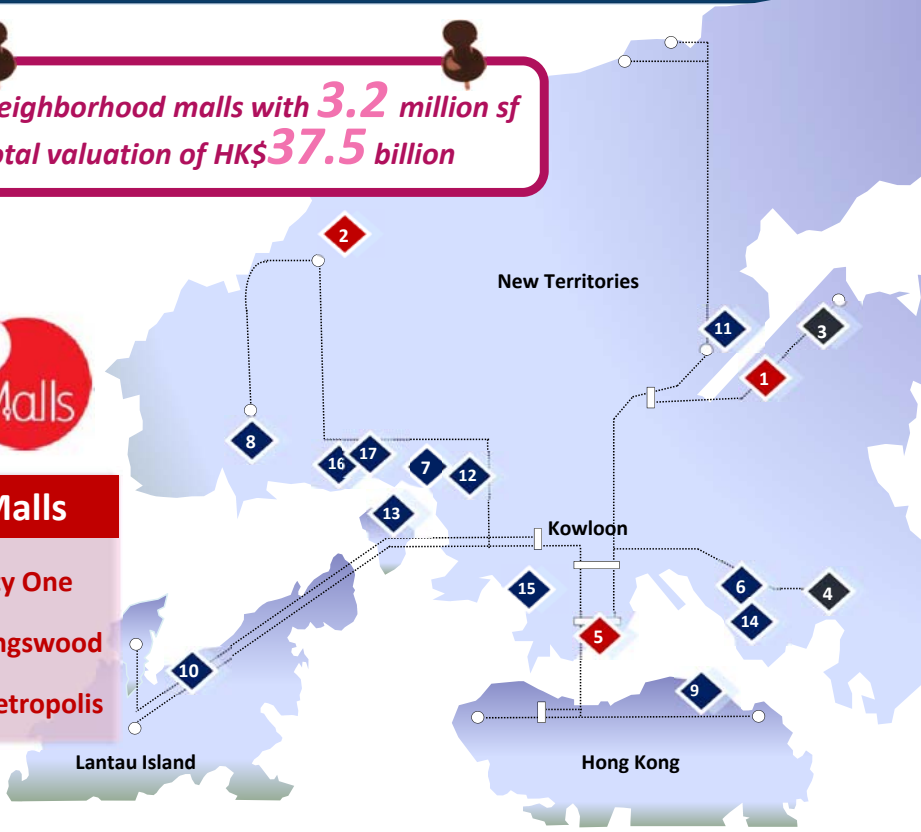 eighborhood malls with 3.2 million sf
otal valuation of HK$37.5 billion
2
New Territories
11
3
1
Malls
8
16
17
7
12
Malls
13
Kowloon
y One
15
6
4
ngswood
14
5
10
9
etropolis
Lantau Island
Hong Kong